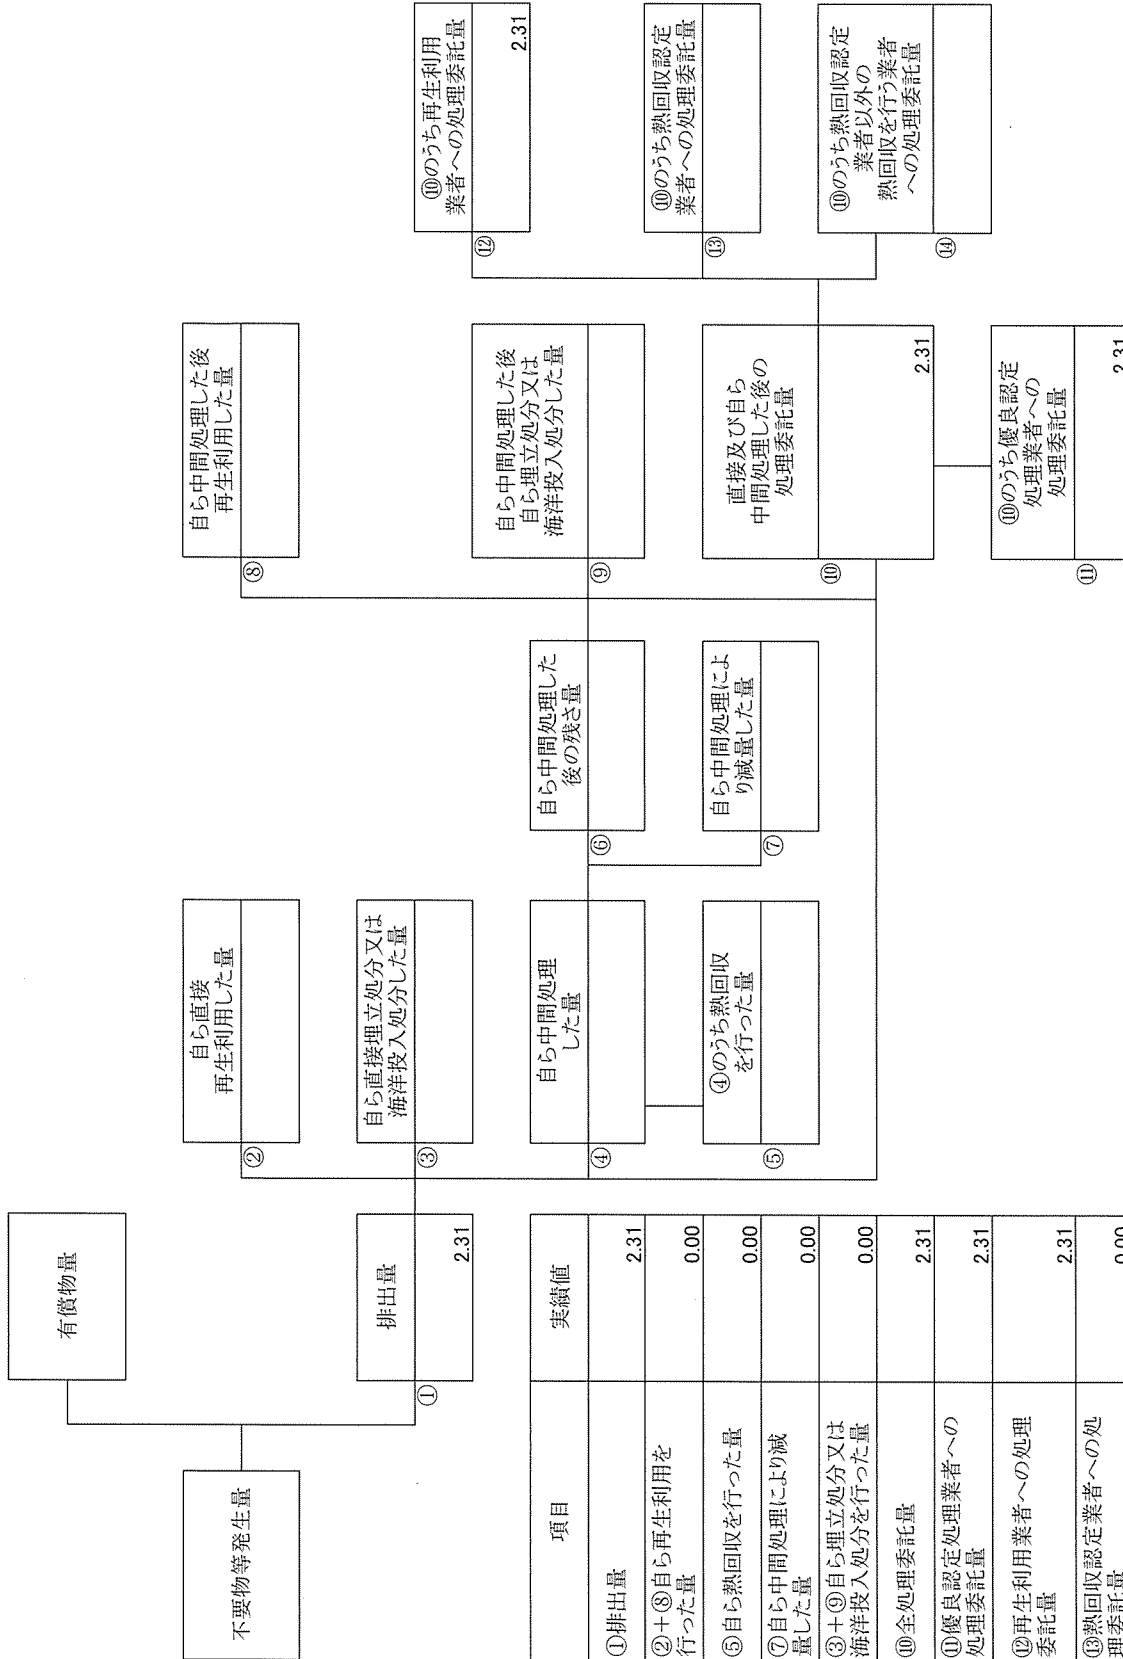 不要物等発生量
有償物量
①
排出量
2.31
②
自ら直接
再生利用した量
③
自ら直接埋立処分又は
海洋投入処分した量
④
自ら中間処理
した量
⑤
④のうち熱回収
を行った量
⑥
自ら中間処理した
後の残さ量
⑦
自ら中間処理によ
り減量した量
⑧
自ら中間処理した後
再生利用した量
⑨
自ら中間処理した後
自ら埋立処分又は
海洋投入処分した量
⑩
直接及び自ら
中間処理した後の
処理委託量
2.31
⑪
⑩のうち優良認定
処理業者への
処理委託量
2.31
⑫
⑩のうち再生利用
業者への処理委託量
2.31
⑬
⑩のうち熱回収認定
業者への処理委託量
⑭
⑩のうち熱回収認定
業者以外の
熱回収を行う業者
への処理委託量
項目 実績値
①排出量 2.31
②+⑧自ら再生利用を
行った量 0.00
⑤自ら熱回収を行った量 0.00
⑦自ら中間処理により減
量した量 0.00
③+⑨自ら埋立処分又は
海洋投入処分を行った量 0.00
⑩全処理委託量 2.31
⑪優良認定処理業者への
処理委託量 2.31
⑫再生利用業者への処理
委託量 2.31
⑬熱回収認定業者への処
理委託量 0.00